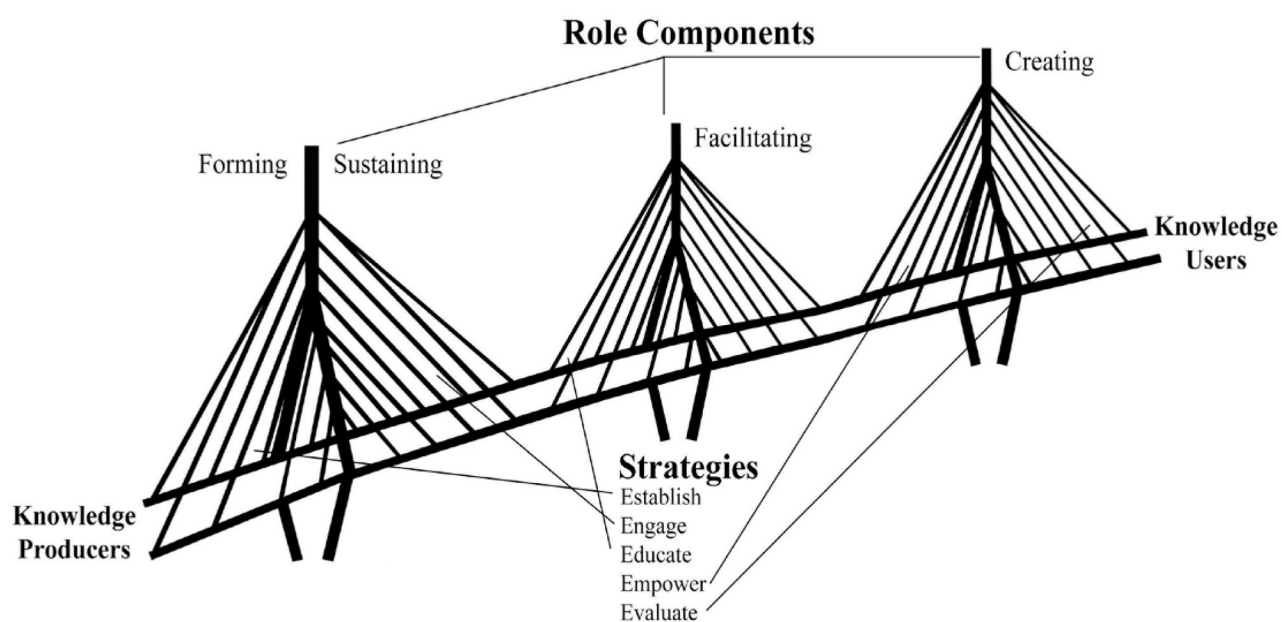 Role Components
Creating
Facilitating
Forming Sustaining
Knowledge
Users
Strategies
Establish
Engage
Educate
Empower
Evaluate
Knowledge
Producers